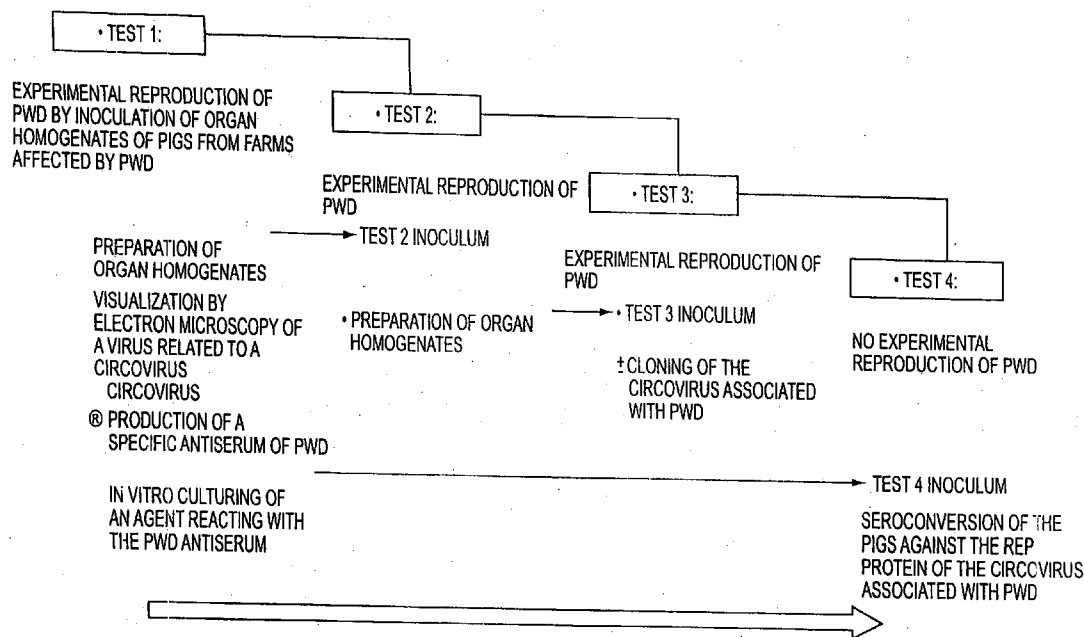 • TEST 1:
EXPERIMENTAL REPRODUCTION OF
PWD BY INOCULATION OF ORGAN
HOMOGENATES OF PIGS FROM FARMS
AFFECTED BY PWD
PREPARATION OF
ORGAN HOMOGENATES
VISUALIZATION BY
ELECTRON MICROSCOPY OF
A VIRUS RELATED TO A
CIRCOVIRUS
CIRCOVIRUS
® PRODUCTION OF A
SPECIFIC ANTISERUM OF PWD
IN VITRO CULTURING OF
AN AGENT REACTING WITH
THE PWD ANTISERUM
• TEST 2:
EXPERIMENTAL REPRODUCTION OF
PWD
TEST 2 INOCULUM
• PREPARATION OF ORGAN
HOMOGENATES
• TEST 3:
EXPERIMENTAL REPRODUCTION OF
PWD
• TEST 3 INOCULUM
± CLONING OF THE
CIRCOVIRUS ASSOCIATED
WITH PWD
• TEST 4:
NO EXPERIMENTAL
REPRODUCTION OF PWD
TEST 4 INOCULUM
SEROCONVERSION OF THE
PIGS AGAINST THE REP
PROTEIN OF THE CIRCOVIRUS
ASSOCIATED WITH PWD